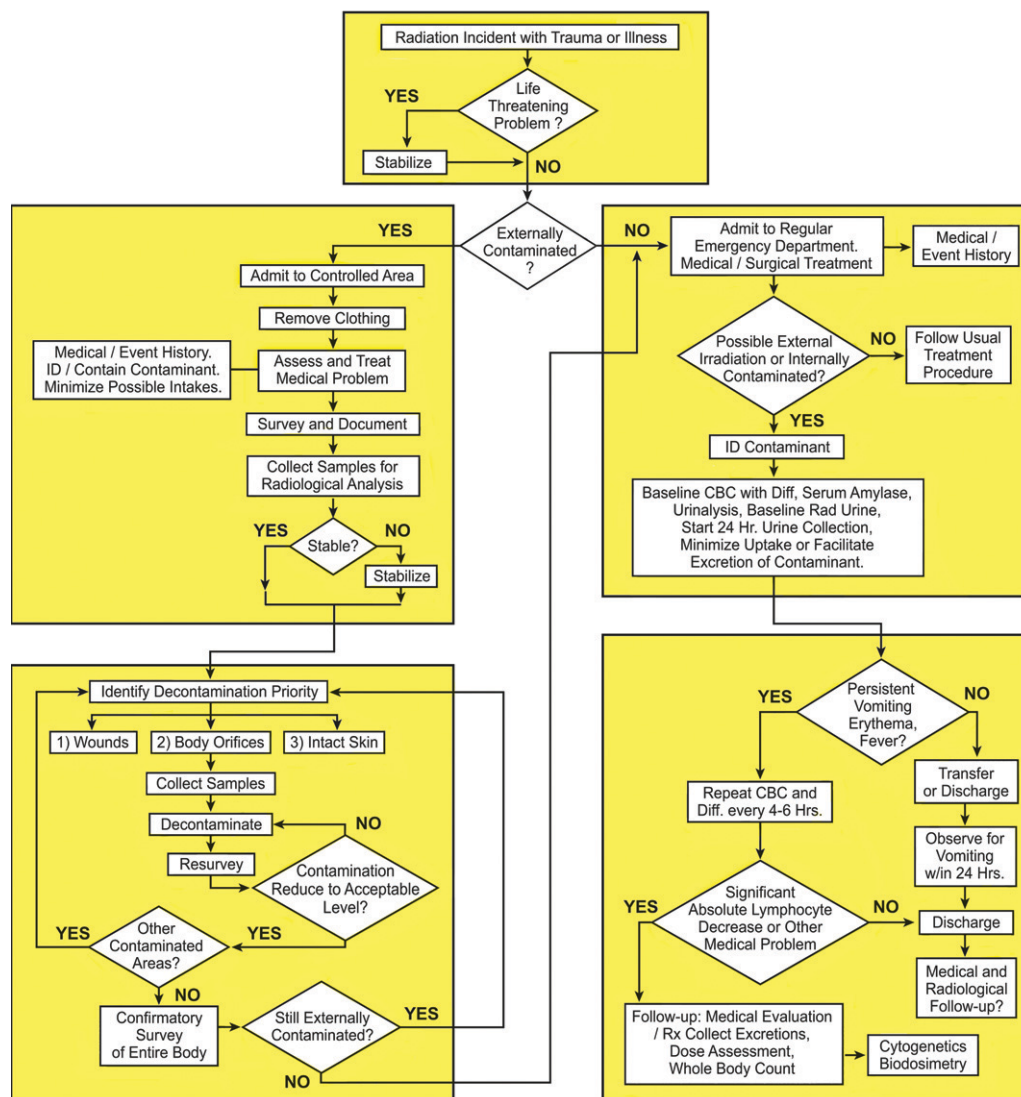 Radiation Incident with Trauma or Illness
Life
Threatening
Problem ?
YES
Stabilize
NO
Externally
Contaminated
?
YES
NO
Admit to Controlled Area
Remove Clothing
Medical / Event History.
ID / Contain Contaminant.
Minimize Possible Intakes.
Assess and Treat
Medical Problem
Survey and Document
Collect Samples for
Radiological Analysis
YES
NO
Stable?
Stabilize
Admit to Regular
Emergency Department.
Medical / Surgical Treatment
Medical /
Event History
Possible External
Irradiation or Internally
Contaminated?
NO
Follow Usual
Treatment
Procedure
YES
ID Contaminant
Baseline CBC with Diff, Serum Amylase,
Urinalysis, Baseline Rad Urine,
Start 24 Hr. Urine Collection,
Minimize Uptake or Facilitate
Excretion of Contaminant.
Identify Decontamination Priority
1) Wounds
2) Body Orifices
3) Intact Skin
Collect Samples
Decontaminate
NO
Resurvey
Contamination
Reduce to Acceptable
Level?
YES
YES
Other
Contaminated
Areas?
NO
Confirmatory
Survey
of Entire Body
Still Externally
Contaminated?
YES
NO
Persistent
Vomiting
Erythema,
Fever?
YES
NO
Repeat CBC and
Diff. every 4-6 Hrs.
Transfer
or Discharge
Observe for
Vomiting
w/in 24 Hrs.
Significant
Absolute Lymphocyte
Decrease or Other
Medical Problem
YES
NO
Discharge
Medical and
Radiological
Follow-up?
Follow-up: Medical Evaluation
/ Rx Collect Excretions,
Dose Assessment,
Whole Body Count
Cytogenetics
Biodosimetry